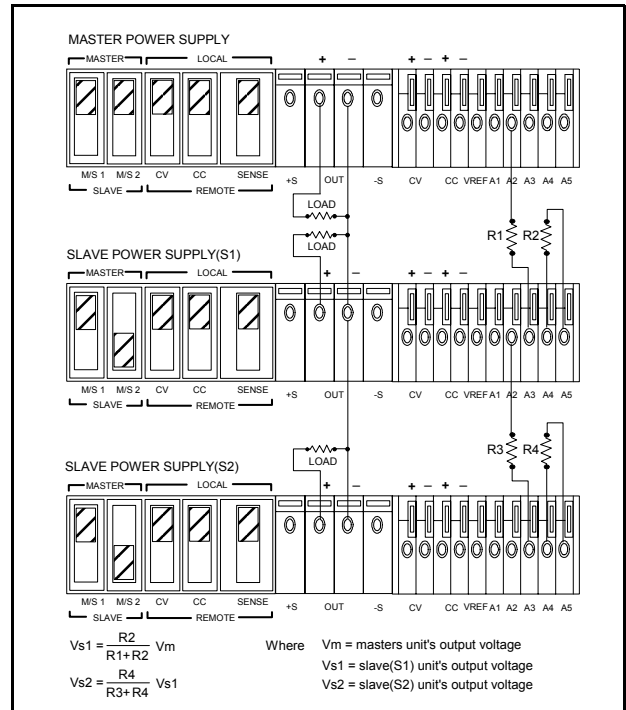 MASTER POWER SUPPLY
MASTER LOCAL + − + − + −
M/S 1 M/S 2 CV CC SENSE +S OUT -S CV CC VREF A1 A2 A3 A4 A5
SLAVE REMOTE
LOAD
LOAD
R1 R2
SLAVE POWER SUPPLY(S1)
MASTER LOCAL + − + − + −
M/S 1 M/S 2 CV CC SENSE +S OUT -S CV CC VREF A1 A2 A3 A4 A5
SLAVE REMOTE
LOAD
R3 R4
SLAVE POWER SUPPLY(S2)
MASTER LOCAL + − + − + −
M/S 1 M/S 2 CV CC SENSE +S OUT -S CV CC VREF A1 A2 A3 A4 A5
SLAVE REMOTE
Vs1 = R2 / R1+R2 Vm Where Vm = masters unit's output voltage
Vs1 = slave(S1) unit's output voltage
Vs2 = R4 / R3+R4 Vs1 Vs2 = slave(S2) unit's output voltage